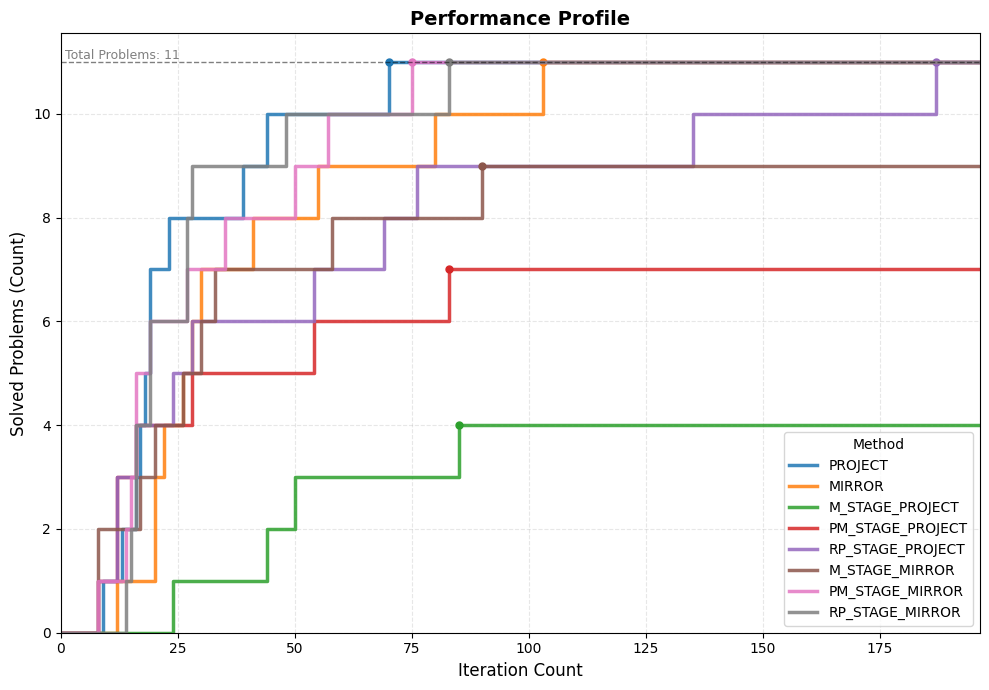 Performance Profile
Total Problems: 11
Solved Problems (Count)
10
8
6
4
2
0
0 25 50 75 100 125 150 175
Iteration Count
Method
PROJECT
MIRROR
M_STAGE_PROJECT
PM_STAGE_PROJECT
RP_STAGE_PROJECT
M_STAGE_MIRROR
PM_STAGE_MIRROR
RP_STAGE_MIRROR